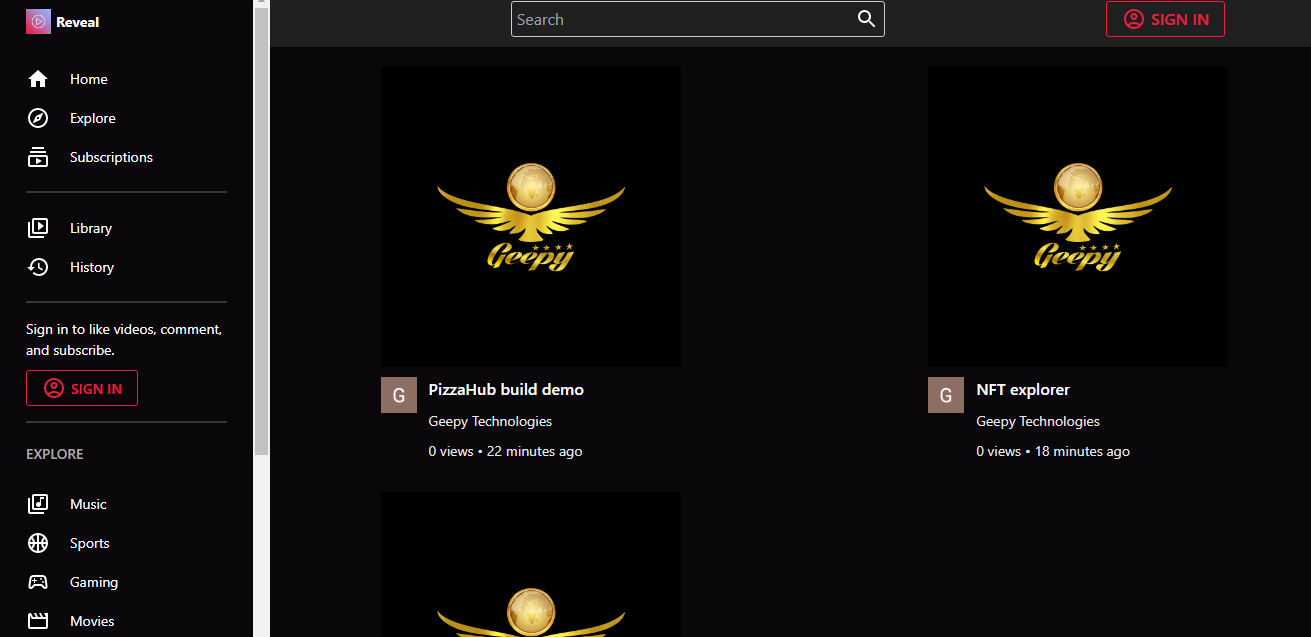 Reveal
Home
Explore
Subscriptions
Library
History
Sign in to like videos, comment,
and subscribe.
SIGN IN
EXPLORE
Music
Sports
Gaming
Movies
Search
SIGN IN
Geepy
Geepy
G
PizzaHub build demo
Geepy Technologies
0 views • 22 minutes ago
G
NFT explorer
Geepy Technologies
0 views • 18 minutes ago